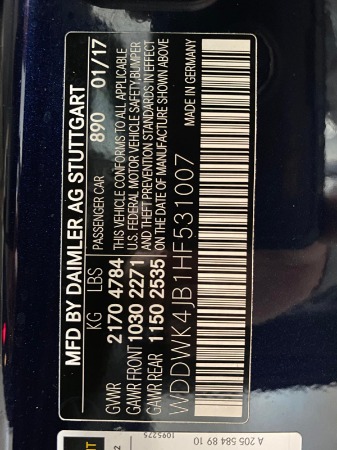 MFD BY DAIMLER AG STUTTGART
KG LBS PASSENGER CAR 890 01/17
GVWR 2170 4784 THIS VEHICLE CONFORMS TO ALL APPLICABLE
GAWR FRONT 1030 2271 U.S. FEDERAL MOTOR VEHICLE SAFETY BUMPER
GAWR REAR 1150 2535 AND THEFT PREVENTION STANDARDS IN EFFECT
ON THE DATE OF MANUFACTURE SHOWN ABOVE
WDDWK4JB1HF531007
MADE IN GERMANY
A 205 584 89 10
1095275